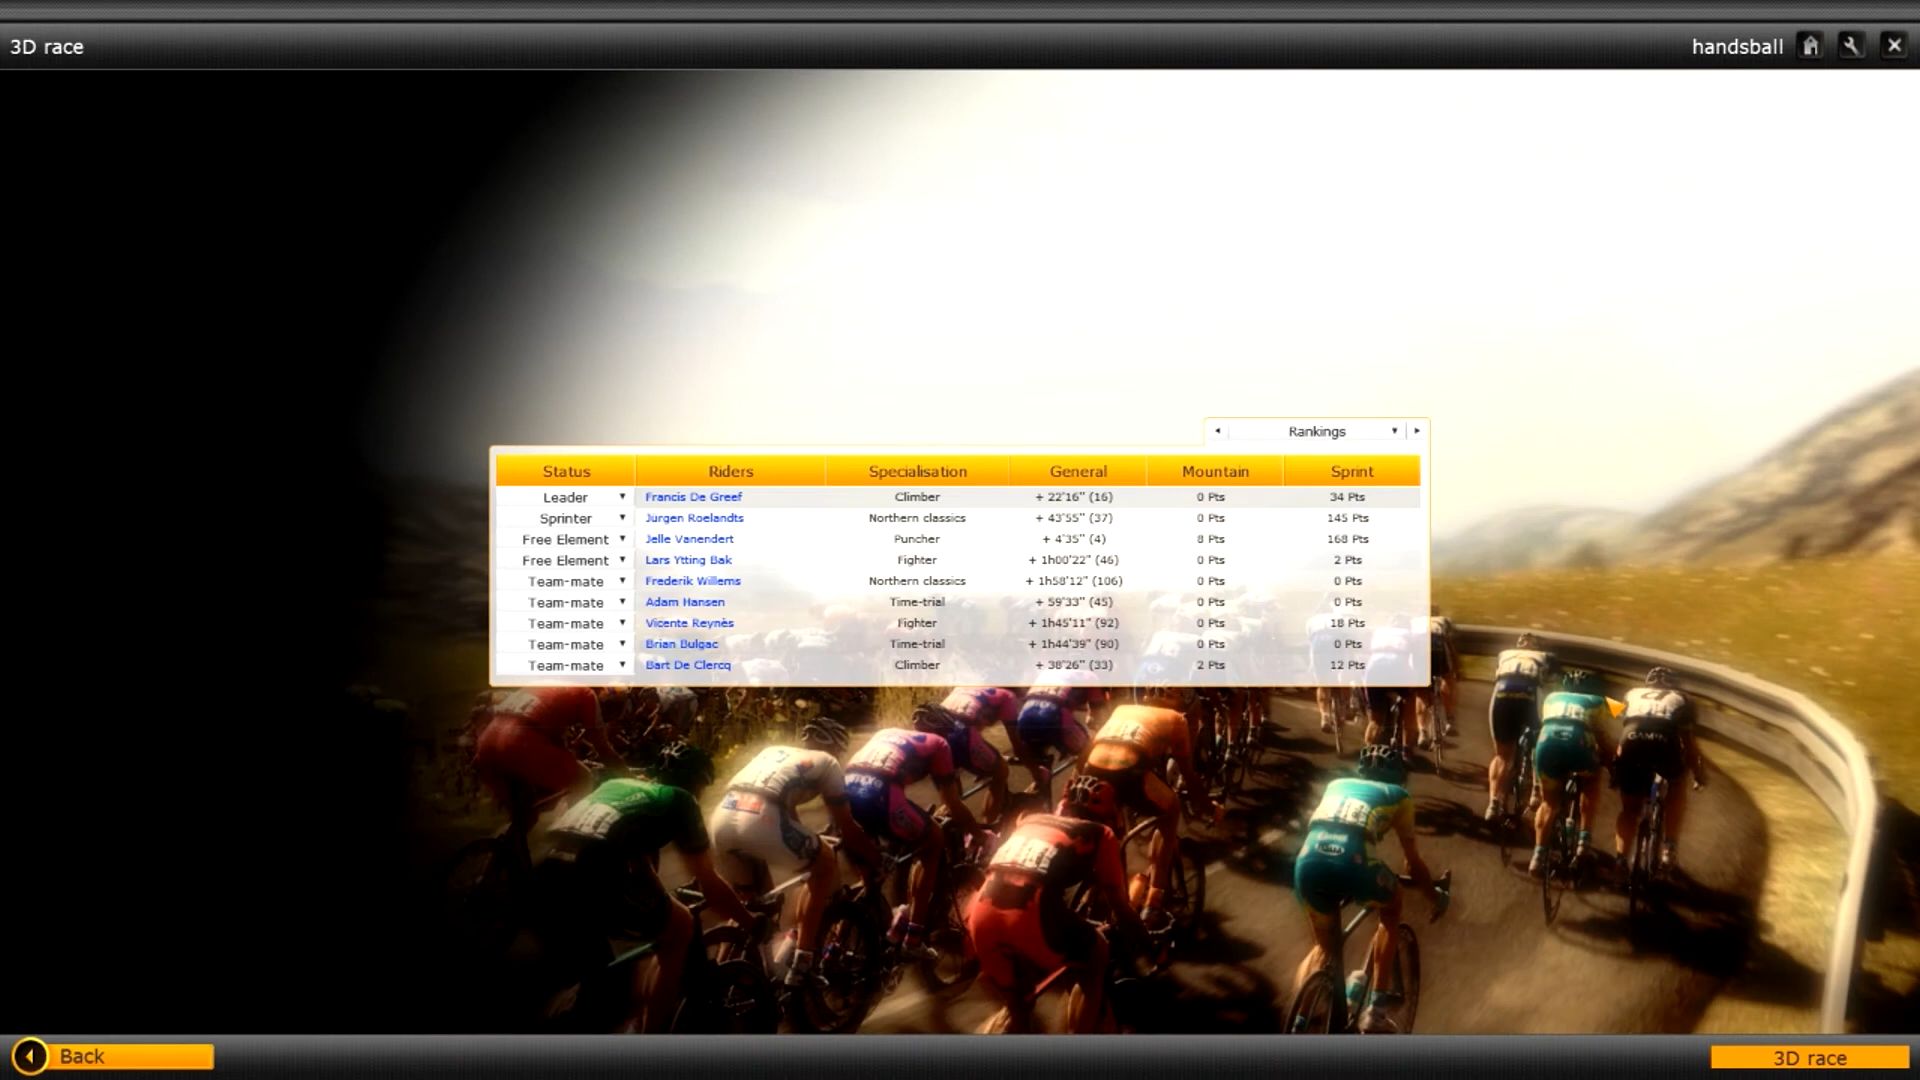 3D race
handsball
Rankings
Status Riders Specialisation General Mountain Sprint
Leader Francis De Greef Climber + 22'16" (16) 0 Pts 34 Pts
Sprinter Jurgen Roelandts Northern classics + 43'55" (37) 0 Pts 145 Pts
Free Element Jelle Vanendert Puncher + 4'35" (4) 8 Pts 168 Pts
Free Element Lars Ytting Bak Fighter + 1h00'22" (46) 0 Pts 2 Pts
Team-mate Frederik Willems Northern classics + 1h58'12" (106) 0 Pts 0 Pts
Team-mate Adam Hansen Time-trial + 59'33" (45) 0 Pts 0 Pts
Team-mate Vicente Reynès Fighter + 1h45'11" (92) 0 Pts 18 Pts
Team-mate Brian Bulgac Time-trial + 1h44'39" (90) 0 Pts 0 Pts
Team-mate Bart De Clercq Climber + 38'26" (33) 2 Pts 12 Pts
Back
3D race